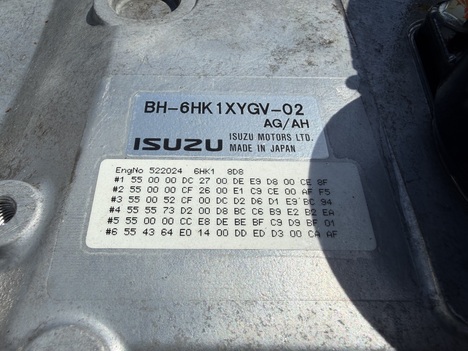 BH-6HK1XYGV-02
AG/AH
ISUZU ISUZU MOTORS LTD.
MADE IN JAPAN
EngNo 522024 6HK1 8D8
#1 55 00 00 DC 27 00 DE E9 D8 00 CE 8F
#2 55 00 00 CF 26 00 E1 C9 CE 00 AF F5
#3 55 00 52 CF 00 DC D2 D6 D1 E9 BC 94
#4 55 55 73 D2 00 D8 BC C6 B9 E2 B2 EA
#5 55 00 00 CC E8 DE BE BF C9 D9 BF 01
#6 55 43 64 E0 14 00 DD ED D3 00 CA AF